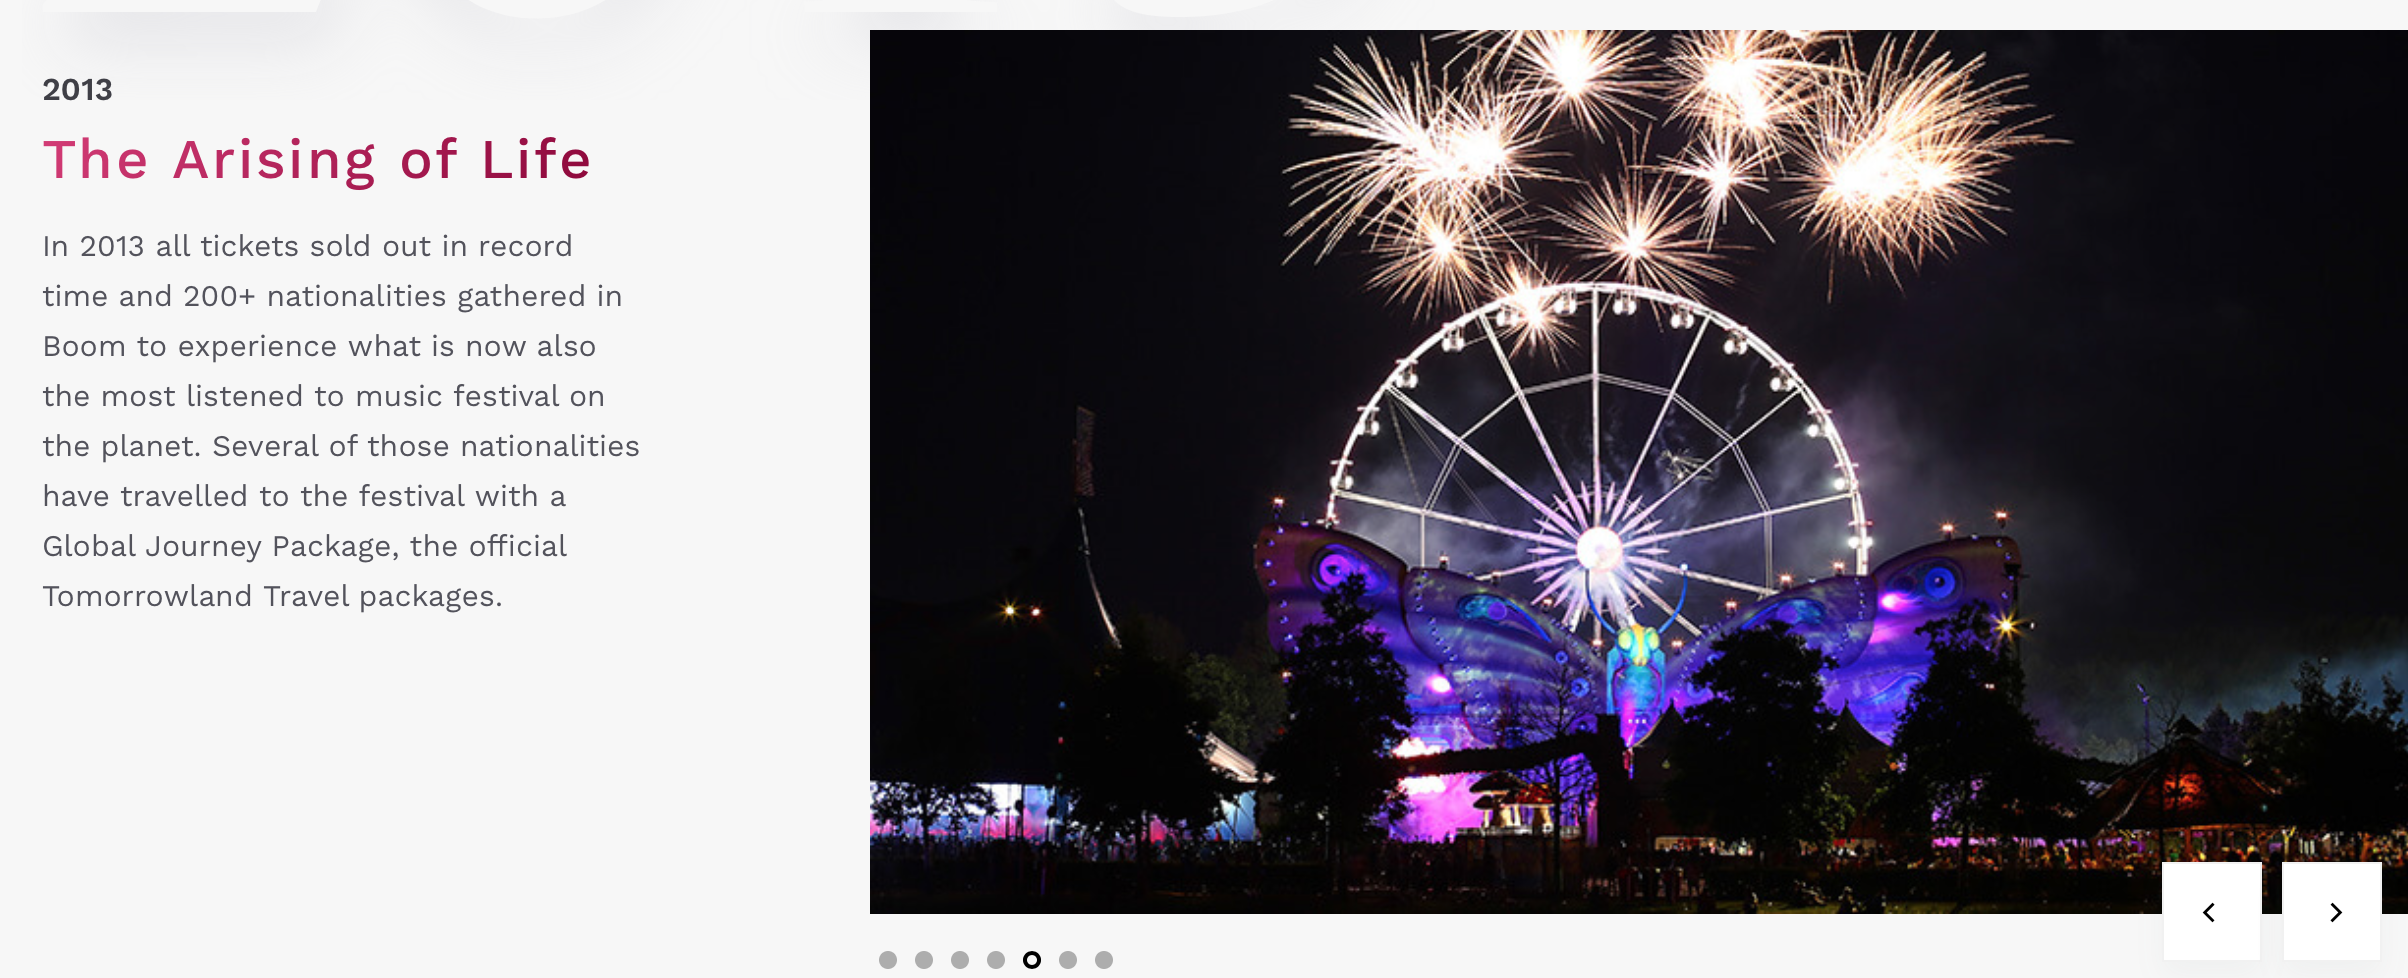 2013
The Arising of Life
In 2013 all tickets sold out in record
time and 200+ nationalities gathered in
Boom to experience what is now also
the most listened to music festival on
the planet. Several of those nationalities
have travelled to the festival with a
Global Journey Package, the official
Tomorrowland Travel packages.